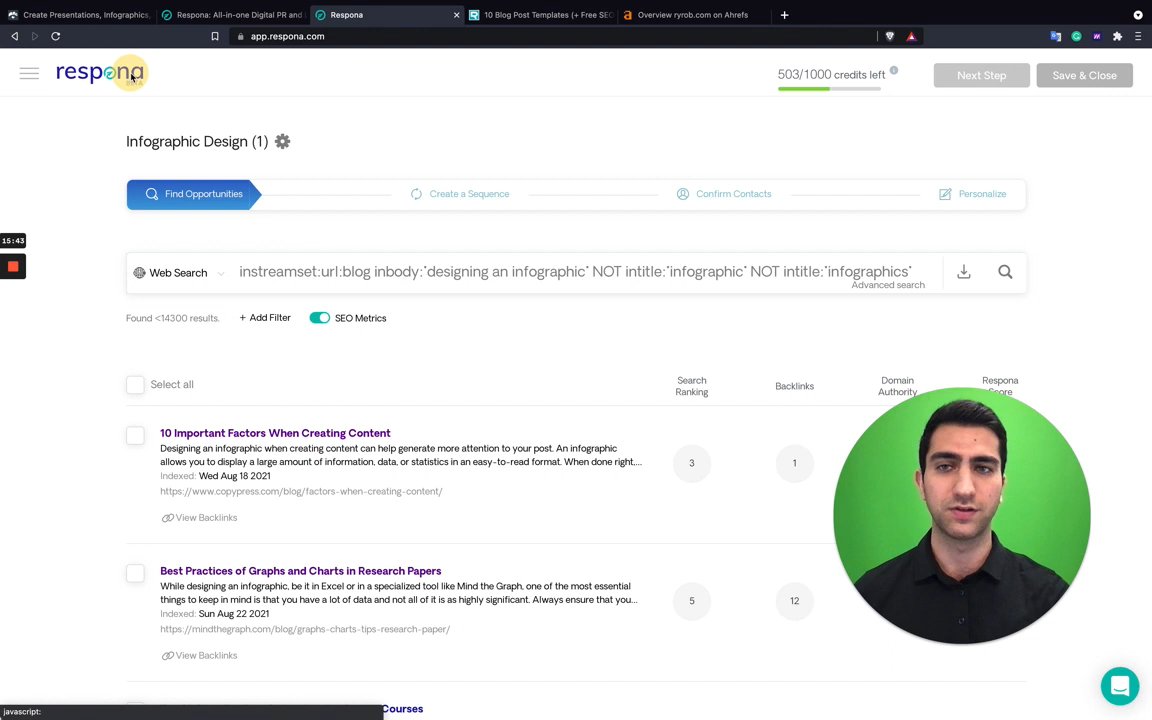 Create Presentations, Infographics,
Respona: All-in-one Digital PR and
Respona
10 Blog Post Templates (+ Free SEO
Overview ryrob.com on Ahrefs
app.respona.com
respona
BETA
503/1000 credits left
Next Step
Save & Close
Infographic Design (1)
Find Opportunities
Create a Sequence
Confirm Contacts
Personalize
15:43
Web Search
instreamset:url:blog inbody:"designing an infographic" NOT intitle:"infographic" NOT intitle:"infographics"
Advanced search
Found <14300 results.
+ Add Filter
SEO Metrics
Select all
Search Ranking
Backlinks
Domain Authority
Respona Score
10 Important Factors When Creating Content
Designing an infographic when creating content can help generate more attention to your post. An infographic
allows you to display a large amount of information, data, or statistics in an easy-to-read format. When done right,...
Indexed: Wed Aug 18 2021
https://www.copypress.com/blog/factors-when-creating-content/
View Backlinks
3
1
Best Practices of Graphs and Charts in Research Papers
While designing an infographic, be it in Excel or in a specialized tool like Mind the Graph, one of the most essential
things to keep in mind is that you have a lot of data and not all of it is as highly significant. Always ensure that you...
Indexed: Sun Aug 22 2021
https://mindthegraph.com/blog/graphs-charts-tips-research-paper/
View Backlinks
5
12
javascript:
Courses